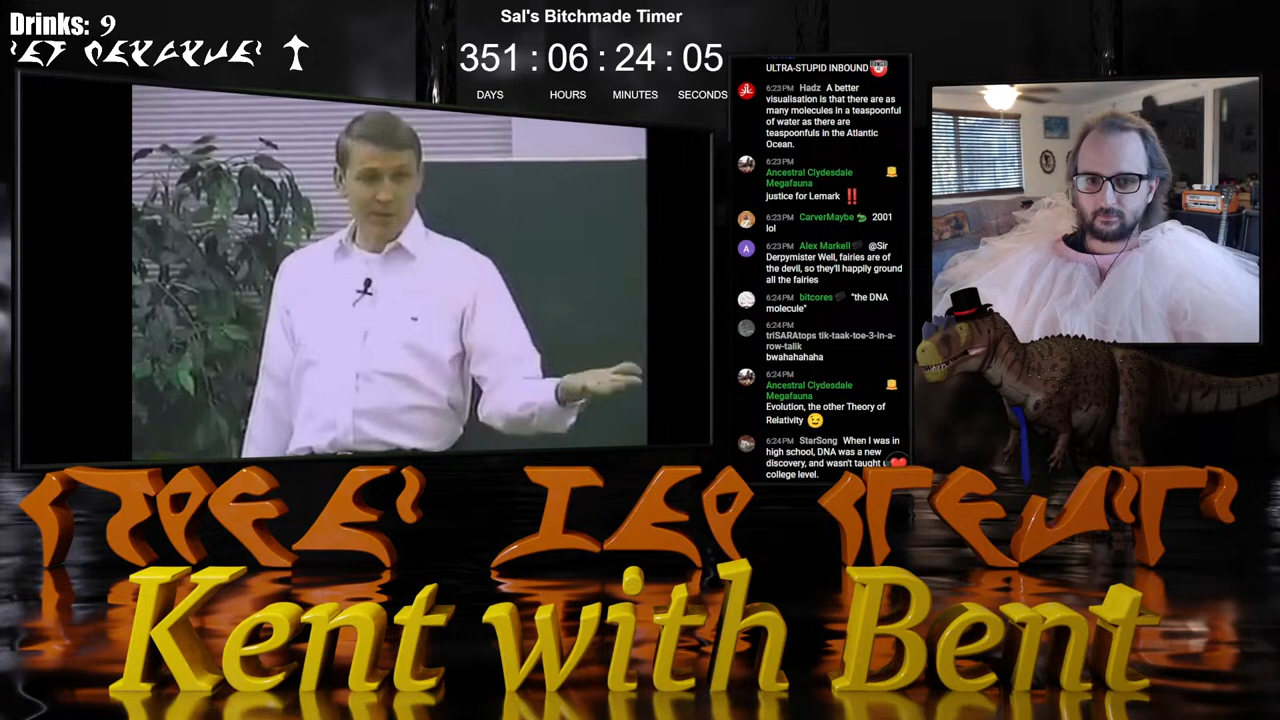 Drinks: 9
Sal's Bitchmade Timer
351 : 06 : 24 : 05
DAYS HOURS MINUTES SECONDS
ULTRA-STUPID INBOUND
6:23PM Hadz A better
visualisation is that there are as
many molecules in a teaspoonful
of water as there are
teaspoonfuls in the Atlantic
Ocean.
6:23PM
Ancestral Clydesdale
Megafauna
justice for Lemark ‼
6:23PM CarverMaybe 2001
lol
A
6:23PM Alex Markell @Sir
Derpymister Well, fairies are of
the devil, so they'll happily ground
all the fairies
6:24PM bitcores "the DNA
molecule"
6:24PM
triSARAtops tik-taak-toe-3-in-a-
row-talik
bwahahahaha
6:24PM
Ancestral Clydesdale
Megafauna
Evolution, the other Theory of
Relativity 😉
6:24PM StarSong When I was in
high school, DNA was a new
discovery, and wasn't taught
college level.
Kent with Bent